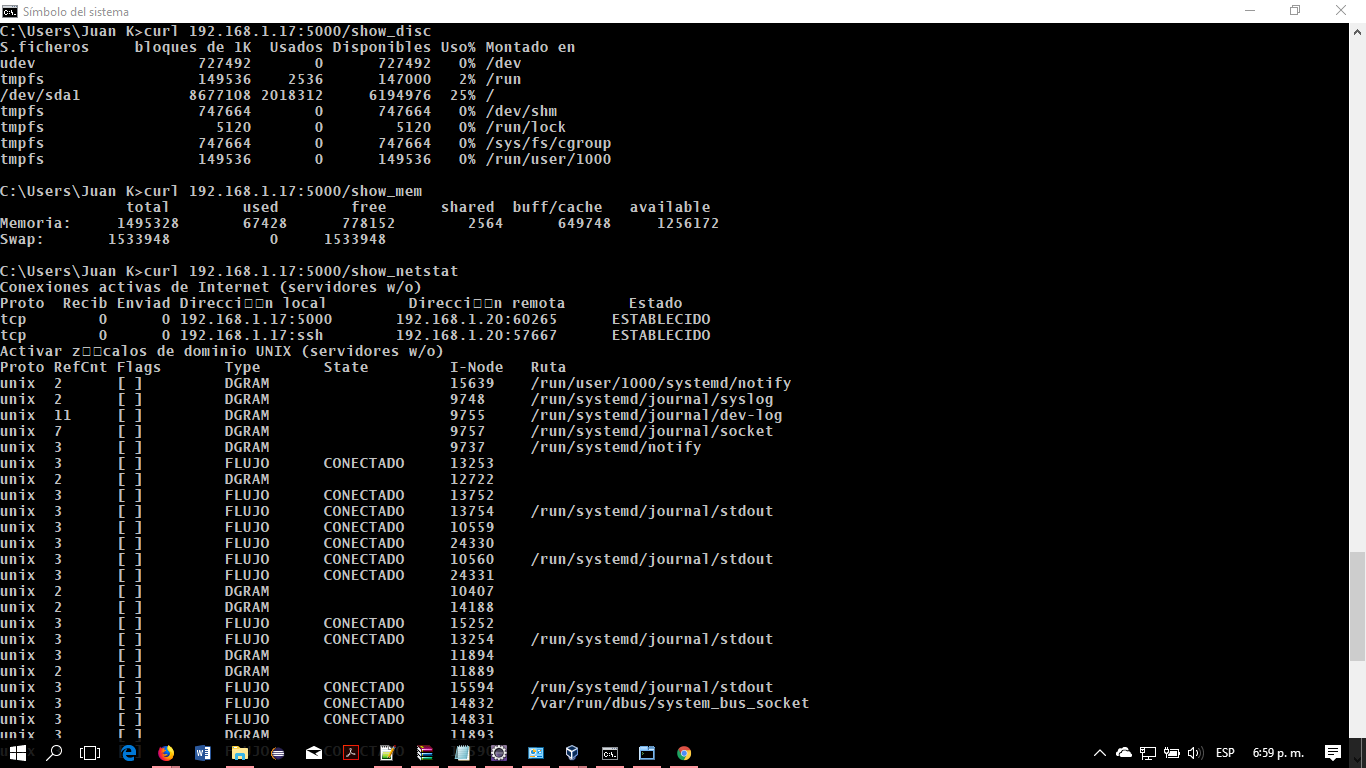 Símbolo del sistema
C:\Users\Juan K>curl 192.168.1.17:5000/show_disc
S.ficheros     bloques de 1K  Usados Disponibles Uso% Montado en
udev                  727492       0      727492   0% /dev
tmpfs                 149536    2536      147000   2% /run
/dev/sda1            8677108 2018312     6194976  25% /
tmpfs                 747664       0      747664   0% /dev/shm
tmpfs                   5120       0        5120   0% /run/lock
tmpfs                 747664       0      747664   0% /sys/fs/cgroup
tmpfs                 149536       0      149536   0% /run/user/1000
C:\Users\Juan K>curl 192.168.1.17:5000/show_mem
              total        used        free      shared  buff/cache   available
Memoria:     1495328       67428      778152        2564      649748     1256172
Swap:       1533948           0     1533948
C:\Users\Juan K>curl 192.168.1.17:5000/show_netstat
Conexiones activas de Internet (servidores w/o)
Proto  Recib Enviad Direcci□□n local         Direcci□□n remota       Estado
tcp        0      0 192.168.1.17:5000       192.168.1.20:60265      ESTABLECIDO
tcp        0      0 192.168.1.17:ssh        192.168.1.20:57667      ESTABLECIDO
Activar z□□calos de dominio UNIX (servidores w/o)
Proto RefCnt Flags       Type       State         I-Node   Ruta
unix  2      [ ]         DGRAM                    15639    /run/user/1000/systemd/notify
unix  2      [ ]         DGRAM                    9748     /run/systemd/journal/syslog
unix  11     [ ]         DGRAM                    9755     /run/systemd/journal/dev-log
unix  7      [ ]         DGRAM                    9757     /run/systemd/journal/socket
unix  3      [ ]         DGRAM                    9737     /run/systemd/notify
unix  3      [ ]         FLUJO      CONECTADO     13253
unix  2      [ ]         DGRAM                    12722
unix  3      [ ]         FLUJO      CONECTADO     13752
unix  3      [ ]         FLUJO      CONECTADO     13754    /run/systemd/journal/stdout
unix  3      [ ]         FLUJO      CONECTADO     10559
unix  3      [ ]         FLUJO      CONECTADO     24330
unix  3      [ ]         FLUJO      CONECTADO     10560    /run/systemd/journal/stdout
unix  3      [ ]         FLUJO      CONECTADO     24331
unix  2      [ ]         DGRAM                    10407
unix  2      [ ]         DGRAM                    14188
unix  3      [ ]         FLUJO      CONECTADO     15252
unix  3      [ ]         FLUJO      CONECTADO     13254    /run/systemd/journal/stdout
unix  3      [ ]         DGRAM                    11894
unix  2      [ ]         DGRAM                    11889
unix  3      [ ]         FLUJO      CONECTADO     15594    /run/systemd/journal/stdout
unix  3      [ ]         FLUJO      CONECTADO     14832    /var/run/dbus/system_bus_socket
unix  3      [ ]         FLUJO      CONECTADO     14831
unix  3      [ ]         DGRAM                    11893
ESP 6:59 p. m.